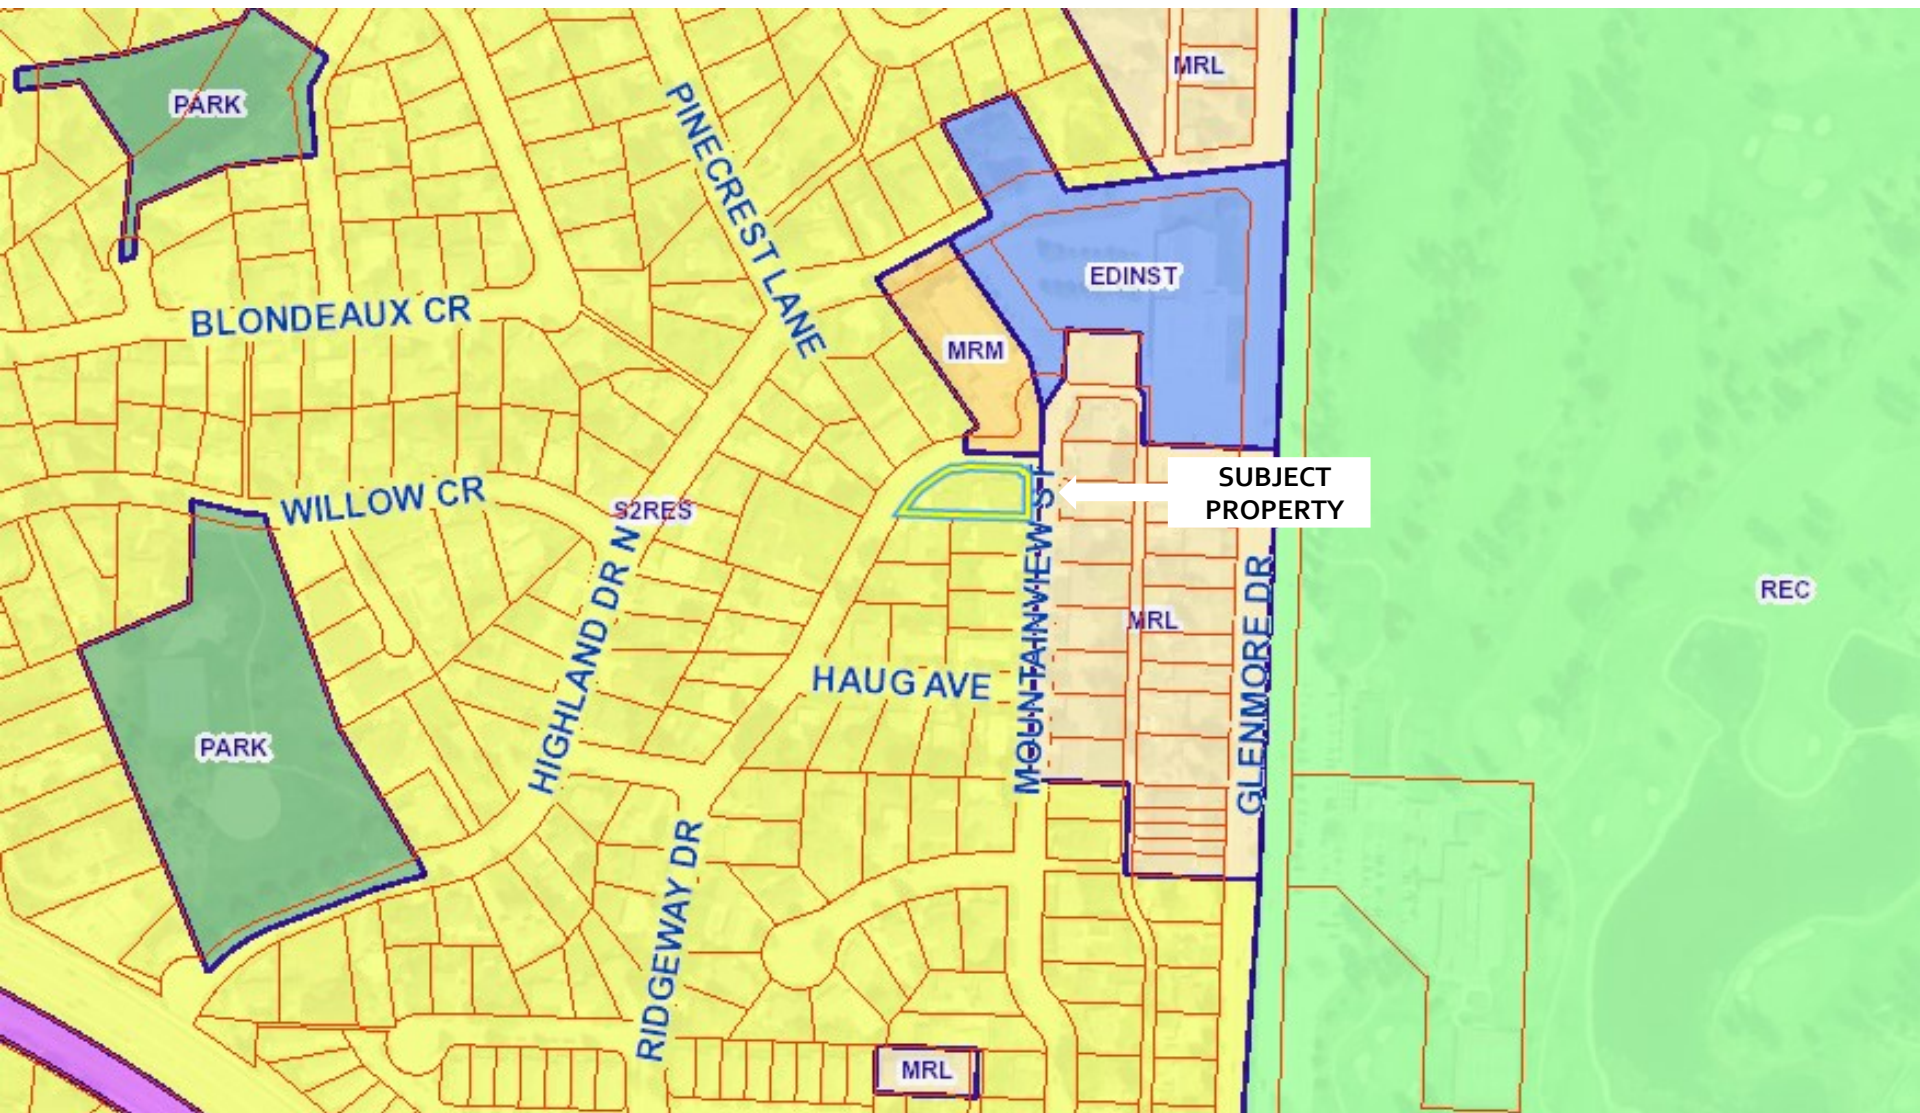 MRL
PARK
PINECREST LANE
EDINST
BLONDEAUX CR
MRM
SUBJECT
PROPERTY
WILLOW CR
S2RES
HIGHLAND DR N
MOUNTAINVIEW ST
GLENMORE DR
REC
MRL
HAUG AVE
PARK
RIDGEWAY DR
MRL